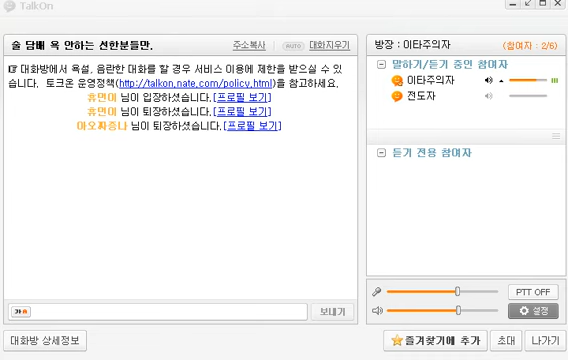 TalkOn
술 담배 욕 안하는 선한분들만.
주소복사
AUTO
대화지우기
☞ 대화방에서 욕설, 음란한 대화를 할 경우 서비스 이용에 제한을 받으실 수 있
습니다. 토크온 운영정책(http://talkon.nate.com/policy.html)을 참고하세요.
휴먼이 님이 입장하셨습니다.[프로필 보기]
휴먼이 님이 퇴장하셨습니다.[프로필 보기]
아오짜증나 님이 퇴장하셨습니다.[프로필 보기]
가
보내기
대화방 상세정보
방장 : 이타주의자
(참여자 : 2/6)
말하기/듣기 중인 참여자
이타주의자
전도자
듣기 전용 참여자
PTT OFF
설정
즐겨찾기에 추가
초대
나가기